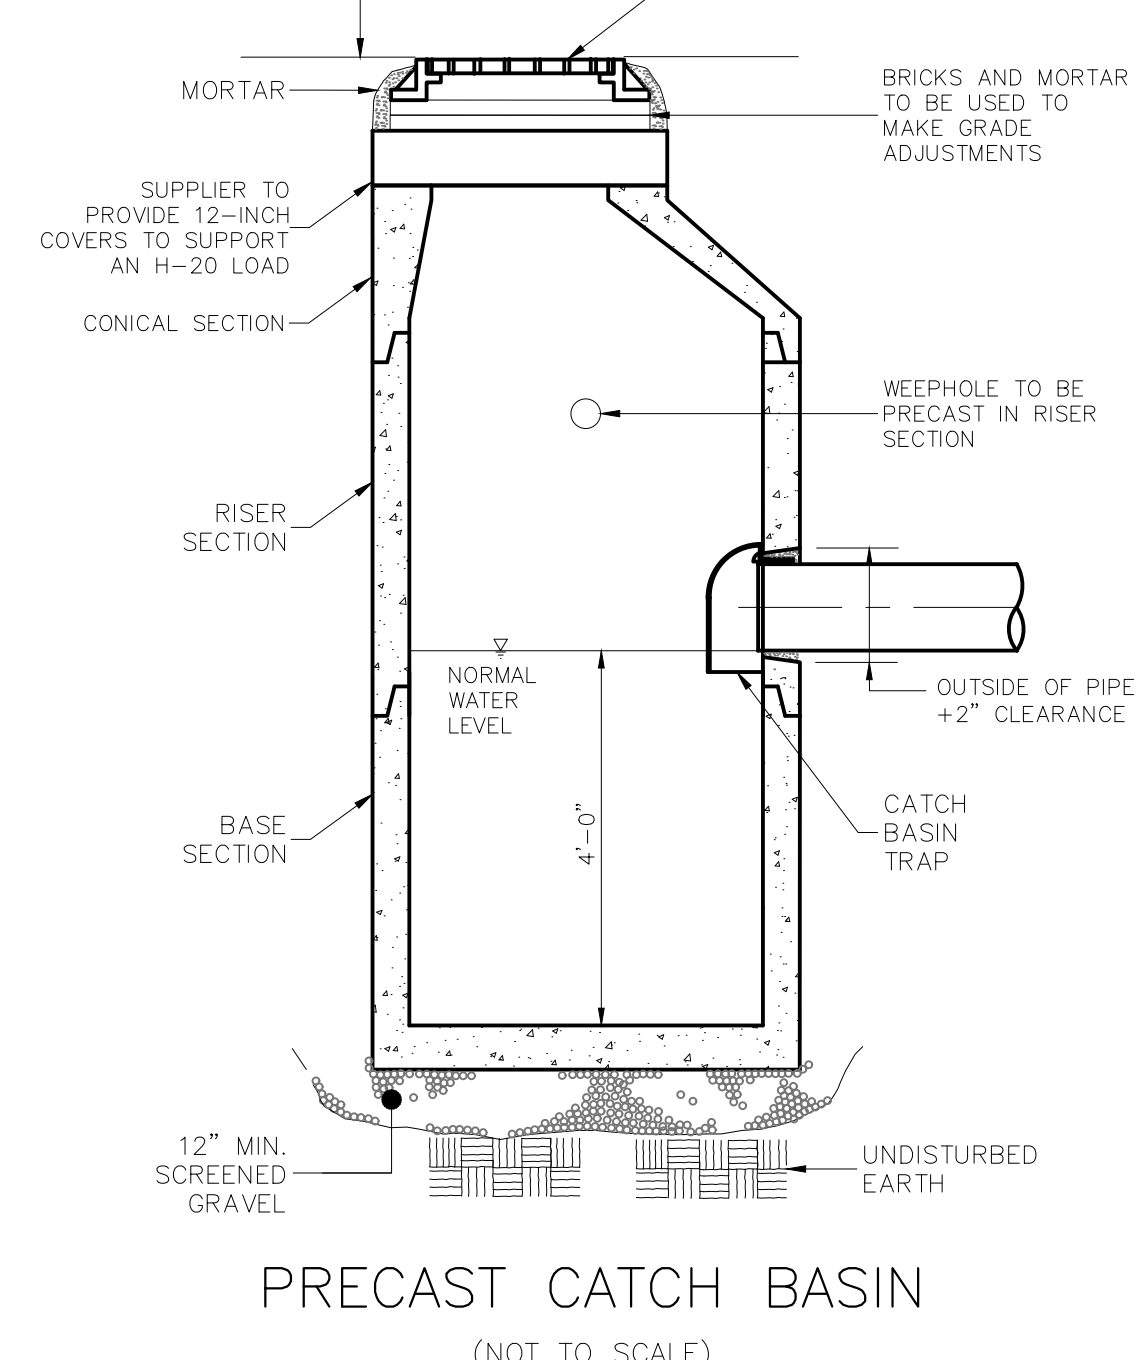 MORTAR
BRICKS AND MORTAR
TO BE USED TO
MAKE GRADE
ADJUSTMENTS
SUPPLIER TO
PROVIDE 12-INCH
COVERS TO SUPPORT
AN H-20 LOAD
CONICAL SECTION
WEEPHOLE TO BE
PRECAST IN RISER
SECTION
RISER
SECTION
NORMAL
WATER
LEVEL
OUTSIDE OF PIPE
+2" CLEARANCE
BASE
SECTION
4'-0"
CATCH
BASIN
TRAP
12" MIN.
SCREENED
GRAVEL
UNDISTURBED
EARTH
PRECAST CATCH BASIN
(NOT TO SCALE)